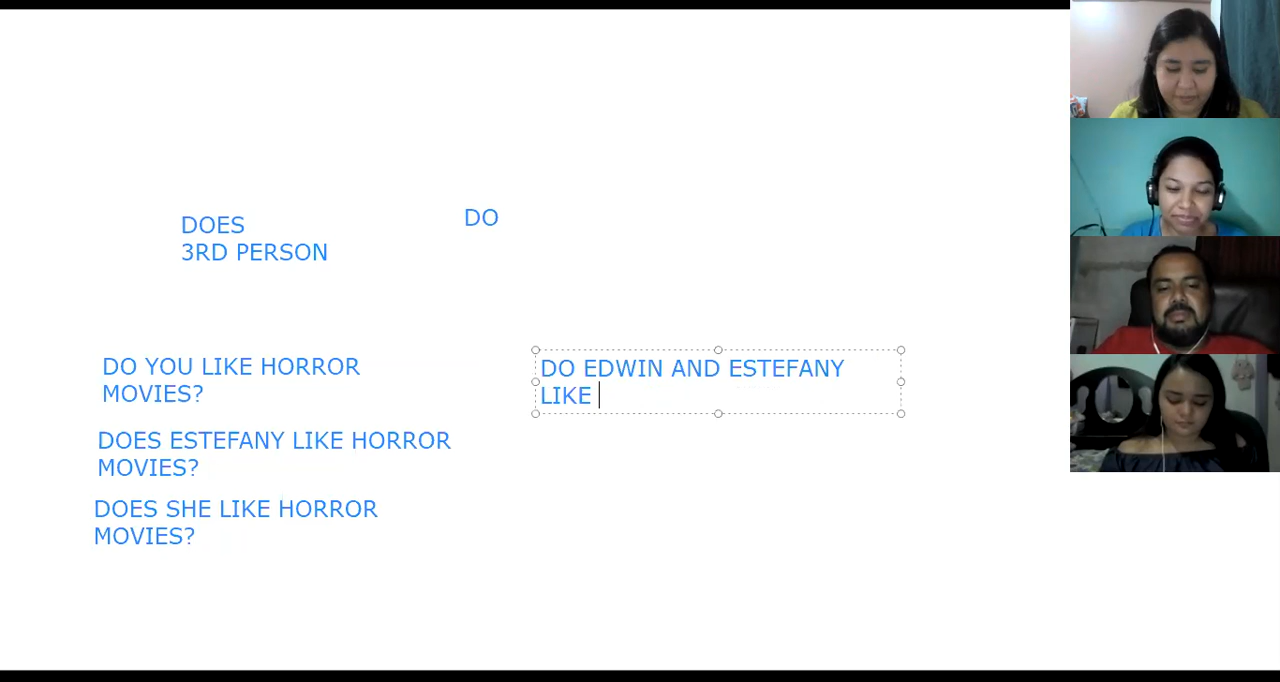 DOES
3RD PERSON
DO
DO YOU LIKE HORROR
MOVIES?
DOES ESTEFANY LIKE HORROR
MOVIES?
DOES SHE LIKE HORROR
MOVIES?
DO EDWIN AND ESTEFANY
LIKE